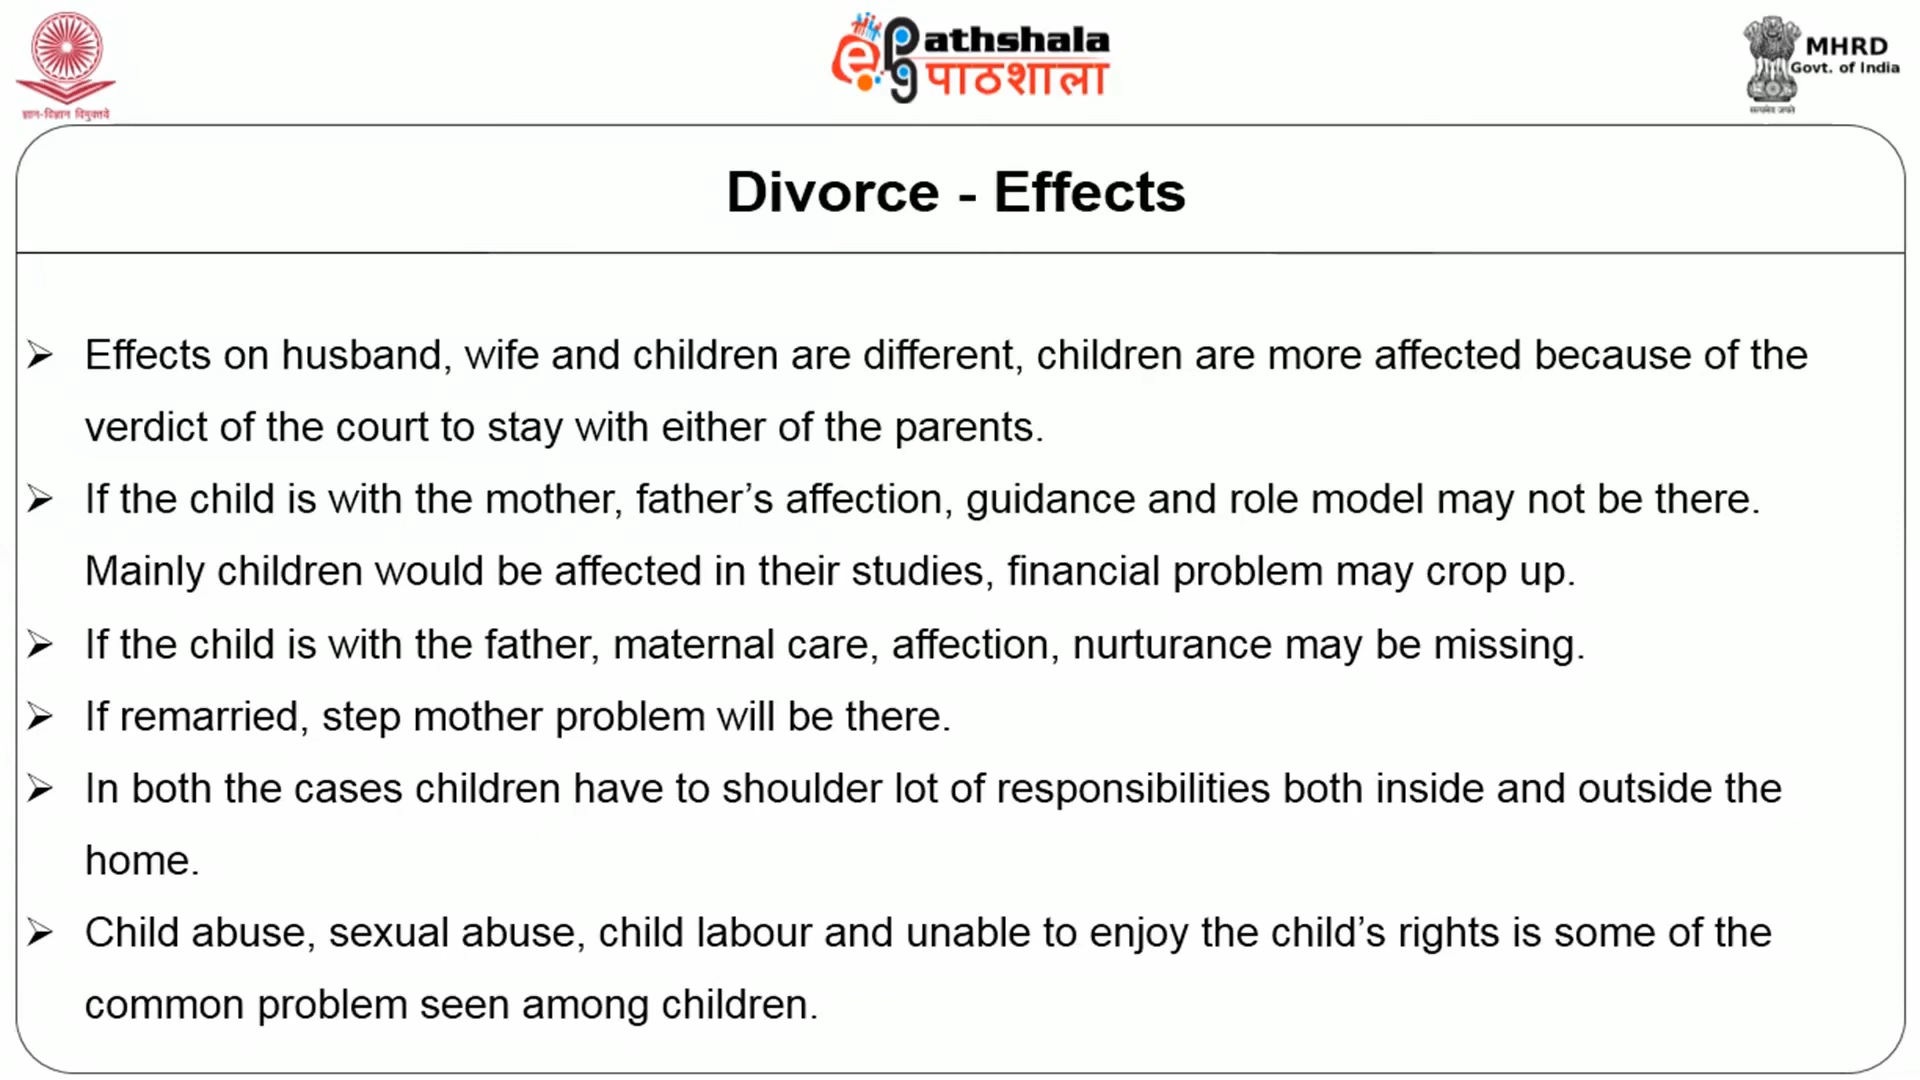 ज्ञान-विज्ञान विमुक्तये
ePG Pathshala
पाठशाला
MHRD
Govt. of India
सत्यमेव जयते
Divorce - Effects
➢ Effects on husband, wife and children are different, children are more affected because of the
verdict of the court to stay with either of the parents.
➢ If the child is with the mother, father’s affection, guidance and role model may not be there.
Mainly children would be affected in their studies, financial problem may crop up.
➢ If the child is with the father, maternal care, affection, nurturance may be missing.
➢ If remarried, step mother problem will be there.
➢ In both the cases children have to shoulder lot of responsibilities both inside and outside the
home.
➢ Child abuse, sexual abuse, child labour and unable to enjoy the child’s rights is some of the
common problem seen among children.